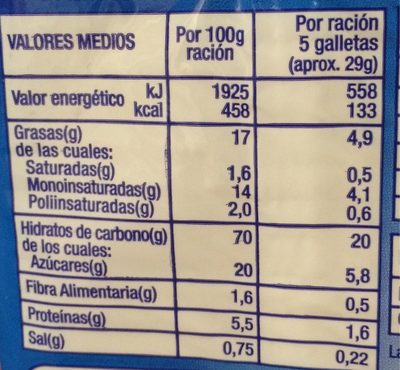 VALORES MEDIOS Por 100g ración Por ración 5 galletas (aprox. 29g)
Valor energético kJ 1925 558
kcal 458 133
Grasas(g) 17 4,9
de las cuales:
Saturadas(g) 1,6 0,5
Monoinsaturadas(g) 14 4,1
Poliinsaturadas(g) 2,0 0,6
Hidratos de carbono(g) 70 20
de los cuales:
Azúcares(g) 20 5,8
Fibra Alimentaria(g) 1,6 0,5
Proteínas(g) 5,5 1,6
Sal(g) 0,75 0,22